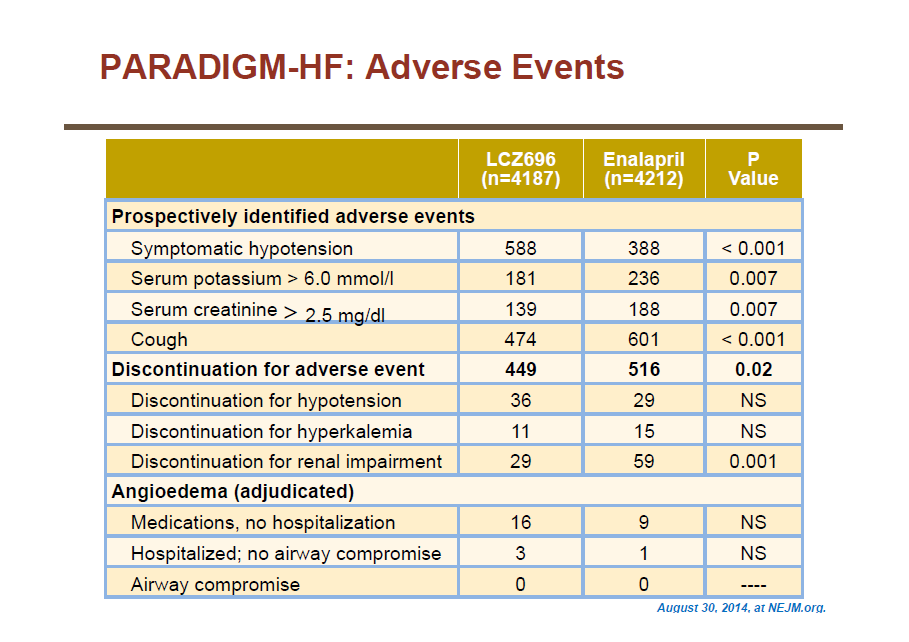 PARADIGM-HF: Adverse Events
LCZ696 (n=4187) Enalapril (n=4212) P Value
Prospectively identified adverse events
Symptomatic hypotension 588 388 < 0.001
Serum potassium > 6.0 mmol/l 181 236 0.007
Serum creatinine > 2.5 mg/dl 139 188 0.007
Cough 474 601 < 0.001
Discontinuation for adverse event 449 516 0.02
Discontinuation for hypotension 36 29 NS
Discontinuation for hyperkalemia 11 15 NS
Discontinuation for renal impairment 29 59 0.001
Angioedema (adjudicated)
Medications, no hospitalization 16 9 NS
Hospitalized; no airway compromise 3 1 NS
Airway compromise 0 0 ----
August 30, 2014, at NEJM.org.